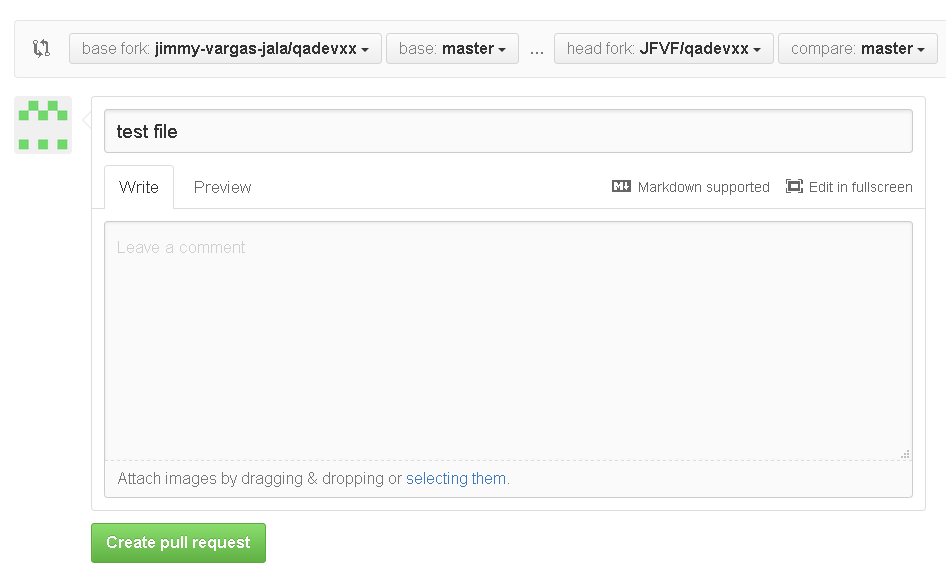 base fork: jimmy-vargas-jala/qadevxx base: master ... head fork: JFVF/qadevxx compare: master
test file
Write Preview Markdown supported Edit in fullscreen
Leave a comment
Attach images by dragging & dropping or selecting them.
Create pull request